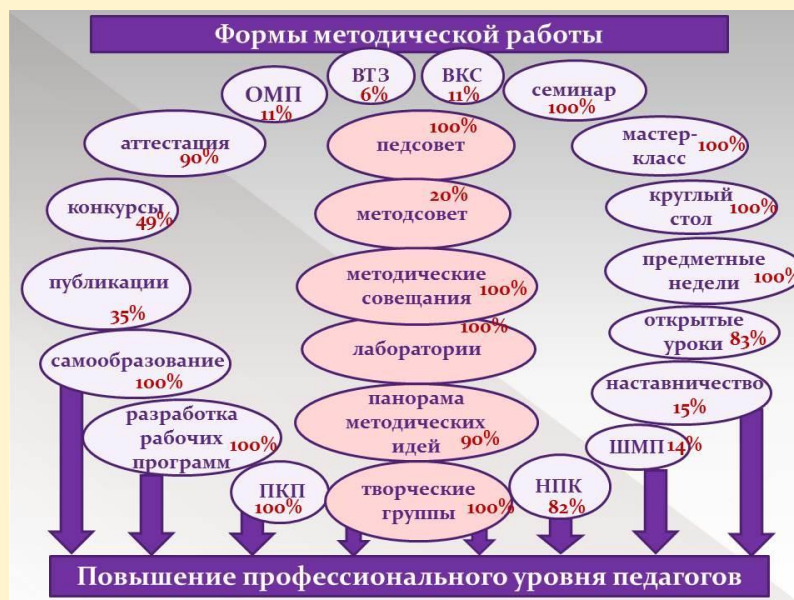 Формы методической работы
ВТЗ
6%
ВКС
11%
ОМП
11%
семинар
100%
аттестация
90%
100%
педсовет
мастер-
класс 100%
конкурсы
49%
20%
методсовет
круглый
стол 100%
публикации
35%
методические
совещания 100%
предметные
недели 100%
самообразование
100%
100%
лаборатории
открытые
уроки 83%
разработка
рабочих
программ 100%
панорама
методических
идей 90%
наставничество
15%
ШМП 14%
ПКП
100%
творческие
группы 100%
НПК
82%
Повышение профессионального уровня педагогов